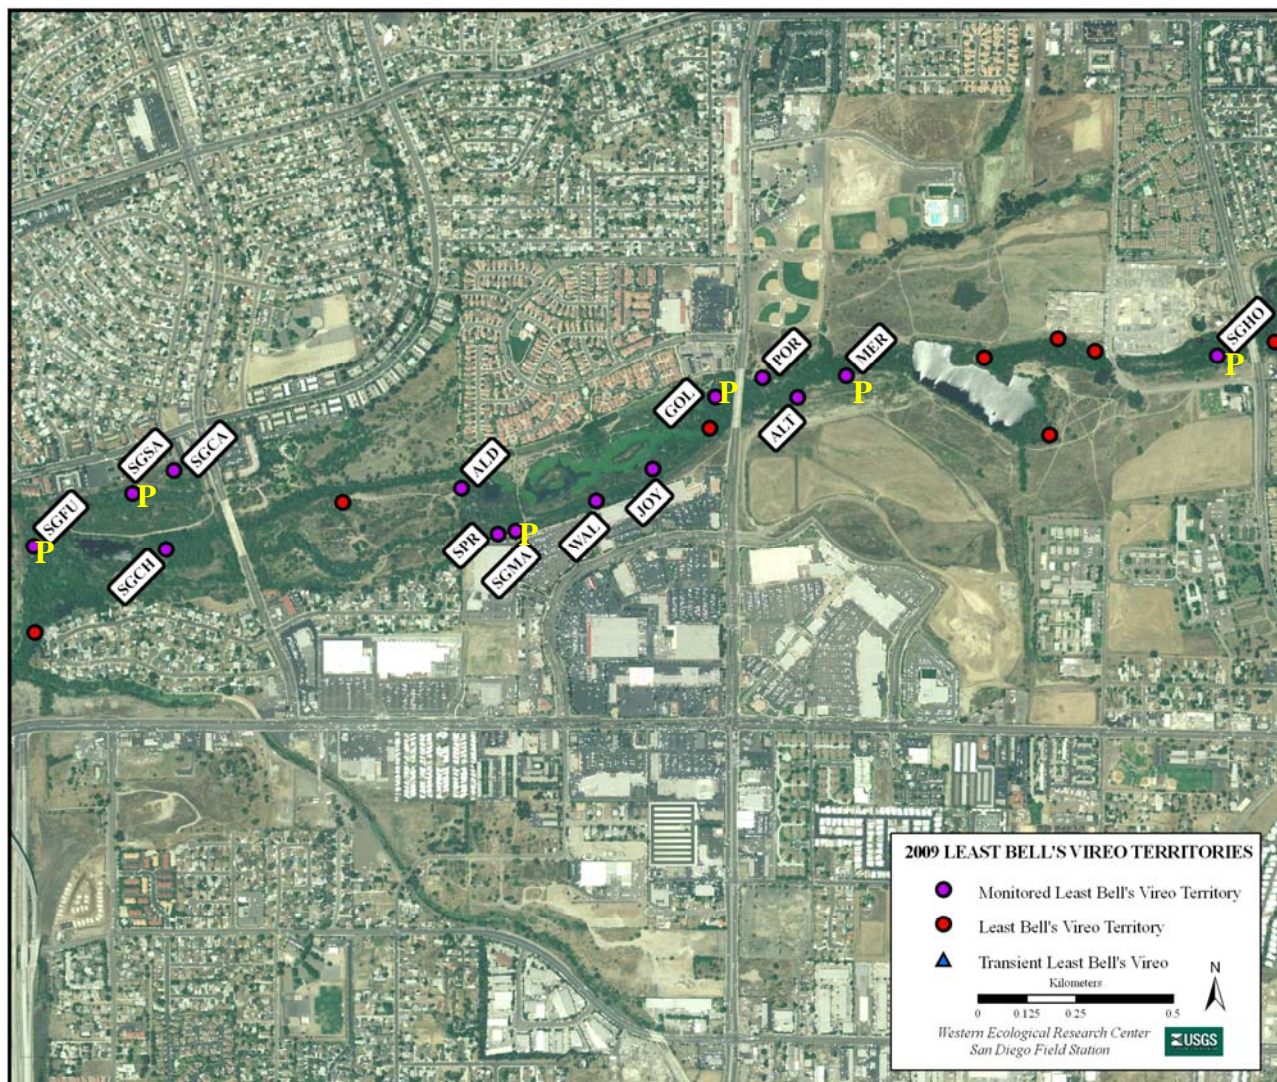 SGHO
P
POR
MER
P
GOL
P
ALT
SGSA
SGCA
P
ALD
SGFU
P
SGCH
SPR
SGMA
P
WAL
JOY
2009 LEAST BELL'S VIREO TERRITORIES
Monitored Least Bell's Vireo Territory
Least Bell's Vireo Territory
Transient Least Bell's Vireo
Kilometers
N
0 0.125 0.25 0.5
Western Ecological Research Center
San Diego Field Station
USGS